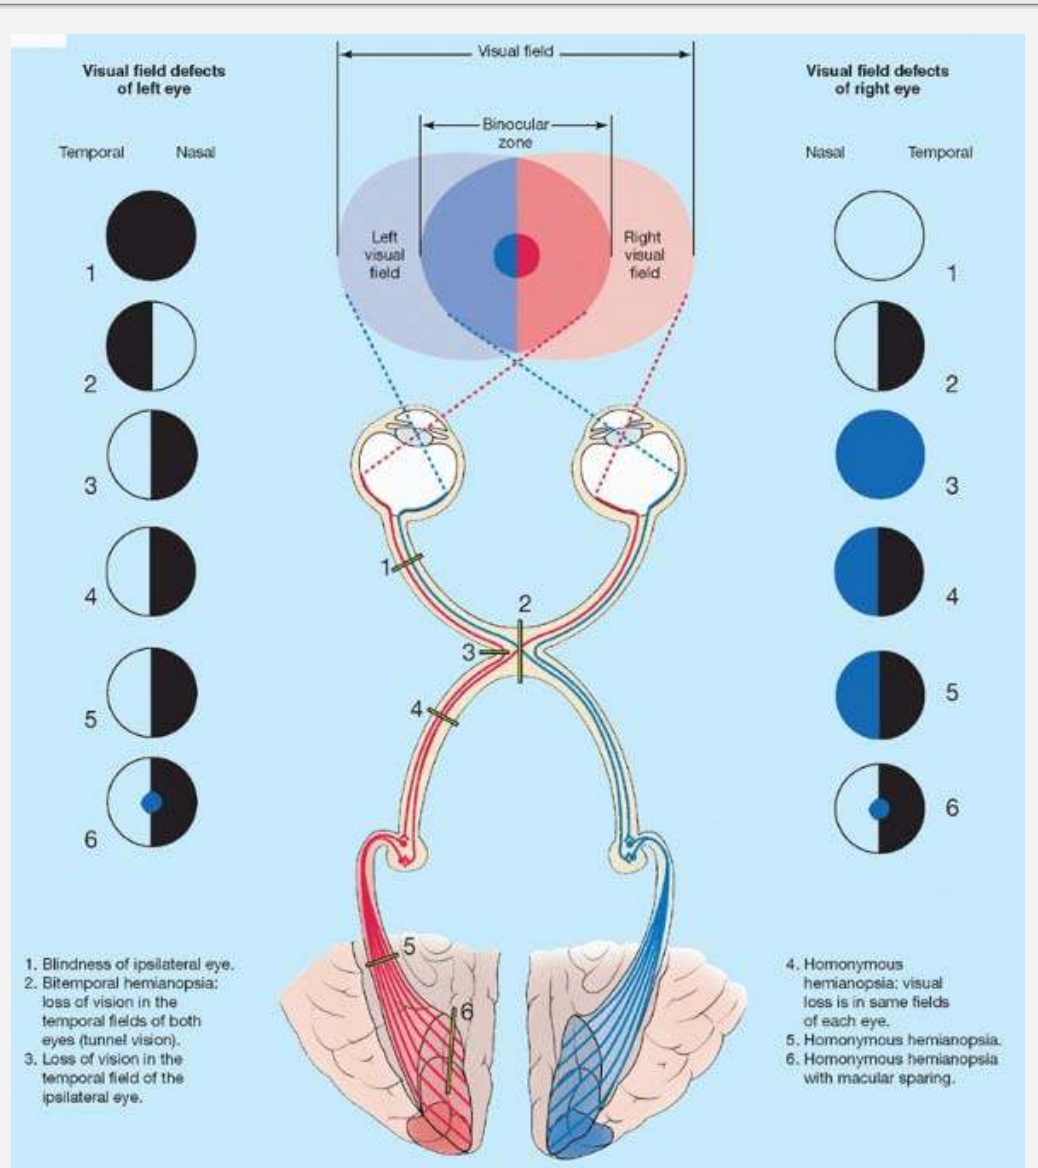 Visual field
Visual field defects
of left eye
Visual field defects
of right eye
Binocular
zone
Temporal
Nasal
Nasal
Temporal
Left
visual
field
Right
visual
field
1
1
2
2
3
3
4
4
5
5
6
6
1
2
3
4
5
6
1. Blindness of ipsilateral eye.
2. Bitemporal hemianopsia:
loss of vision in the
temporal fields of both
eyes (tunnel vision).
3. Loss of vision in the
temporal field of the
ipsilateral eye.
4. Homonymous
hemianopsia; visual
loss is in same fields
of each eye.
5. Homonymous hemianopsia.
6. Homonymous hemianopsia
with macular sparing.